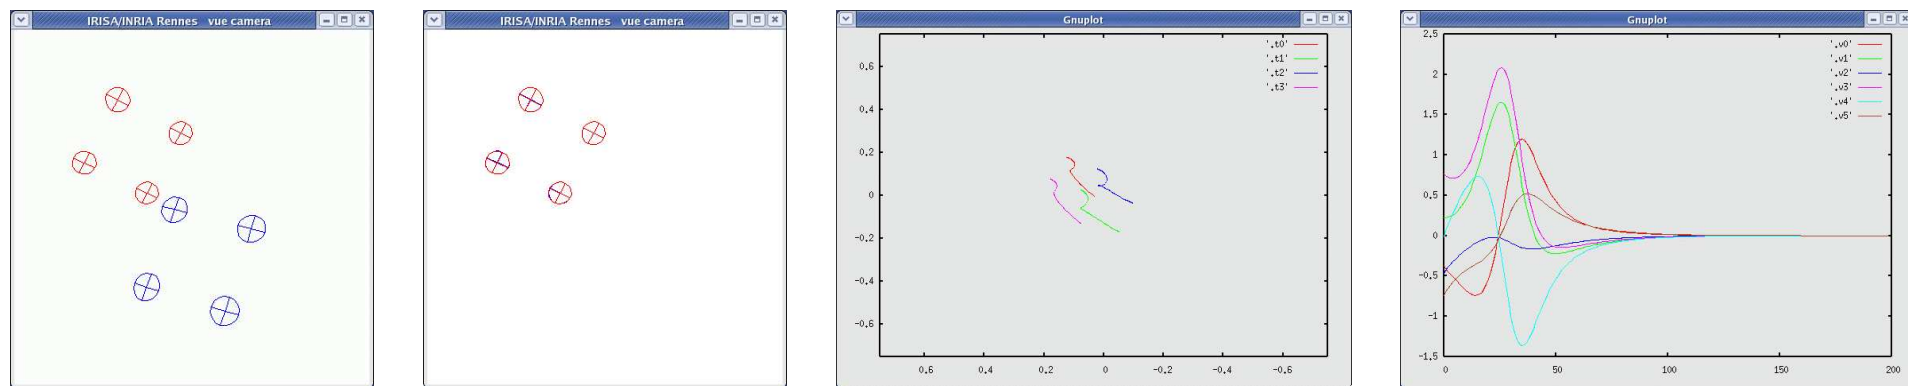 IRISA/INRIA Rennes vue camera
IRISA/INRIA Rennes vue camera
Gnuplot
'.t0'
'.t1'
'.t2'
'.t3'
0.6
0.4
0.2
0
-0.2
-0.4
-0.6
0.6
0.4
0.2
0
-0.2
-0.4
-0.6
Gnuplot
'.v0'
'.v1'
'.v2'
'.v3'
'.v4'
'.v5'
2.5
2
1.5
1
0.5
0
-0.5
-1
-1.5
0
50
100
150
200